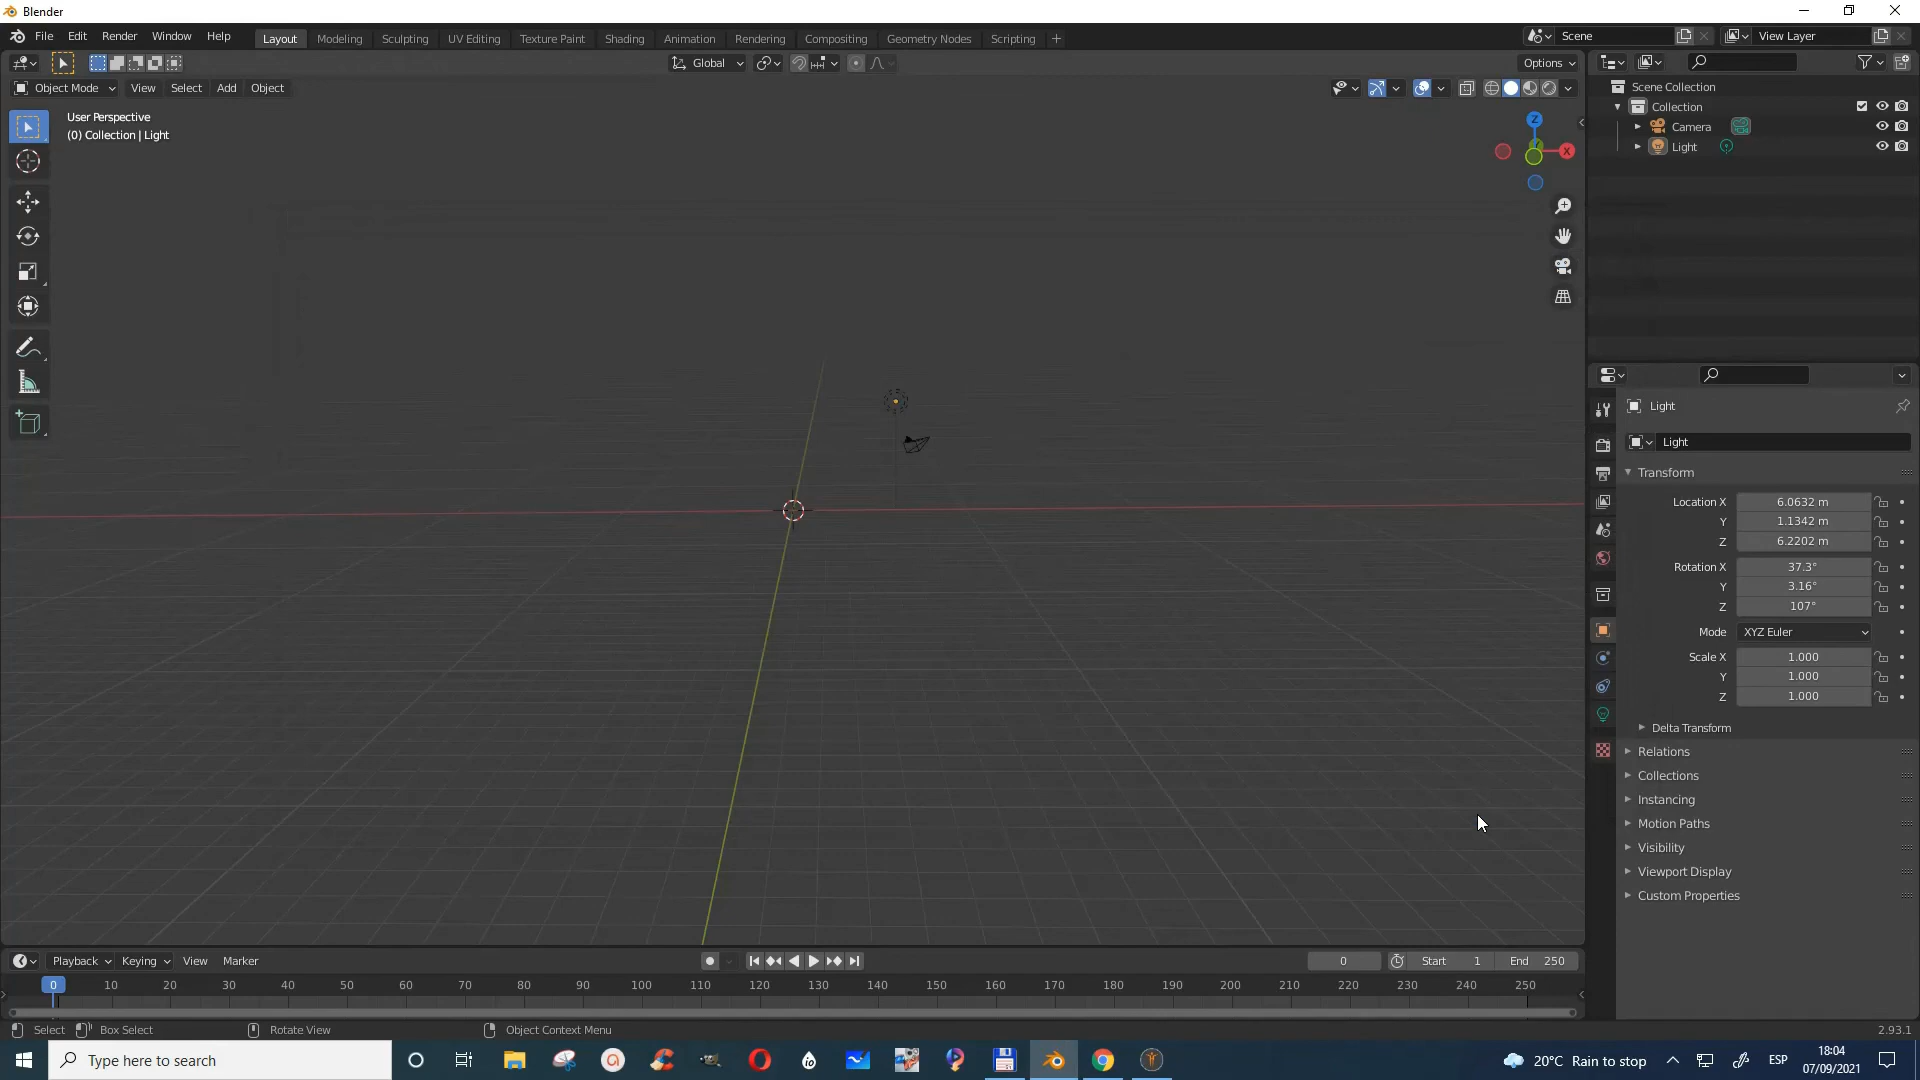 Blender
File Edit Render Window Help Layout Modeling Sculpting UV Editing Texture Paint Shading Animation Rendering Compositing Geometry Nodes Scripting + Scene View Layer
Global Options
Object Mode View Select Add Object
User Perspective
(0) Collection | Light
Z
X
Scene Collection
Collection
Camera
Light
Light
Light
Transform
Location X 6.0632 m
Y 1.1342 m
Z 6.2202 m
Rotation X 37.3°
Y 3.16°
Z 107°
Mode XYZ Euler
Scale X 1.000
Y 1.000
Z 1.000
Delta Transform
Relations
Collections
Instancing
Motion Paths
Visibility
Viewport Display
Custom Properties
Playback Keying View Marker 0 Start 1 End 250
0 10 20 30 40 50 60 70 80 90 100 110 120 130 140 150 160 170 180 190 200 210 220 230 240 250
Select Box Select Rotate View Object Context Menu 2.93.1
Type here to search io 20°C Rain to stop ESP 18:04
07/09/2021